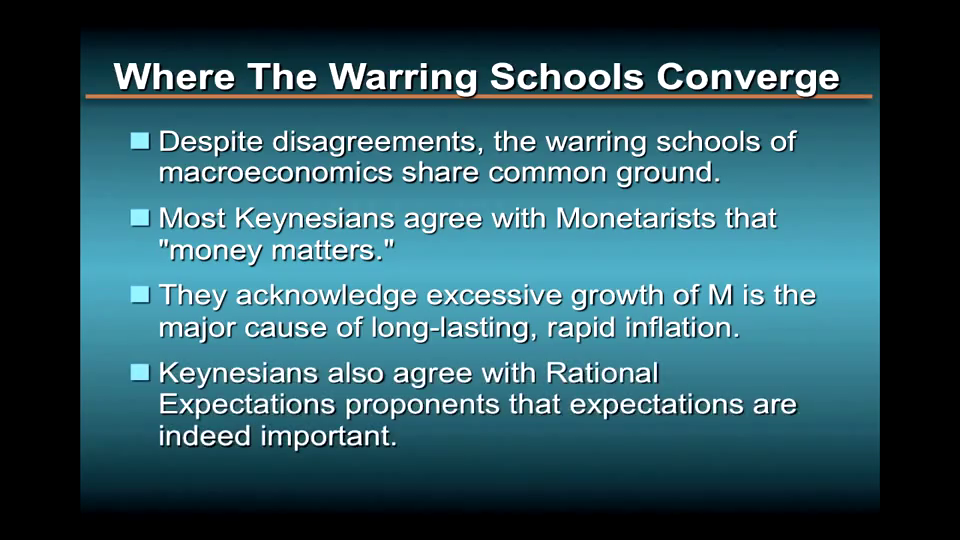 Where The Warring Schools Converge
Despite disagreements, the warring schools of
macroeconomics share common ground.
Most Keynesians agree with Monetarists that
"money matters."
They acknowledge excessive growth of M is the
major cause of long-lasting, rapid inflation.
Keynesians also agree with Rational
Expectations proponents that expectations are
indeed important.